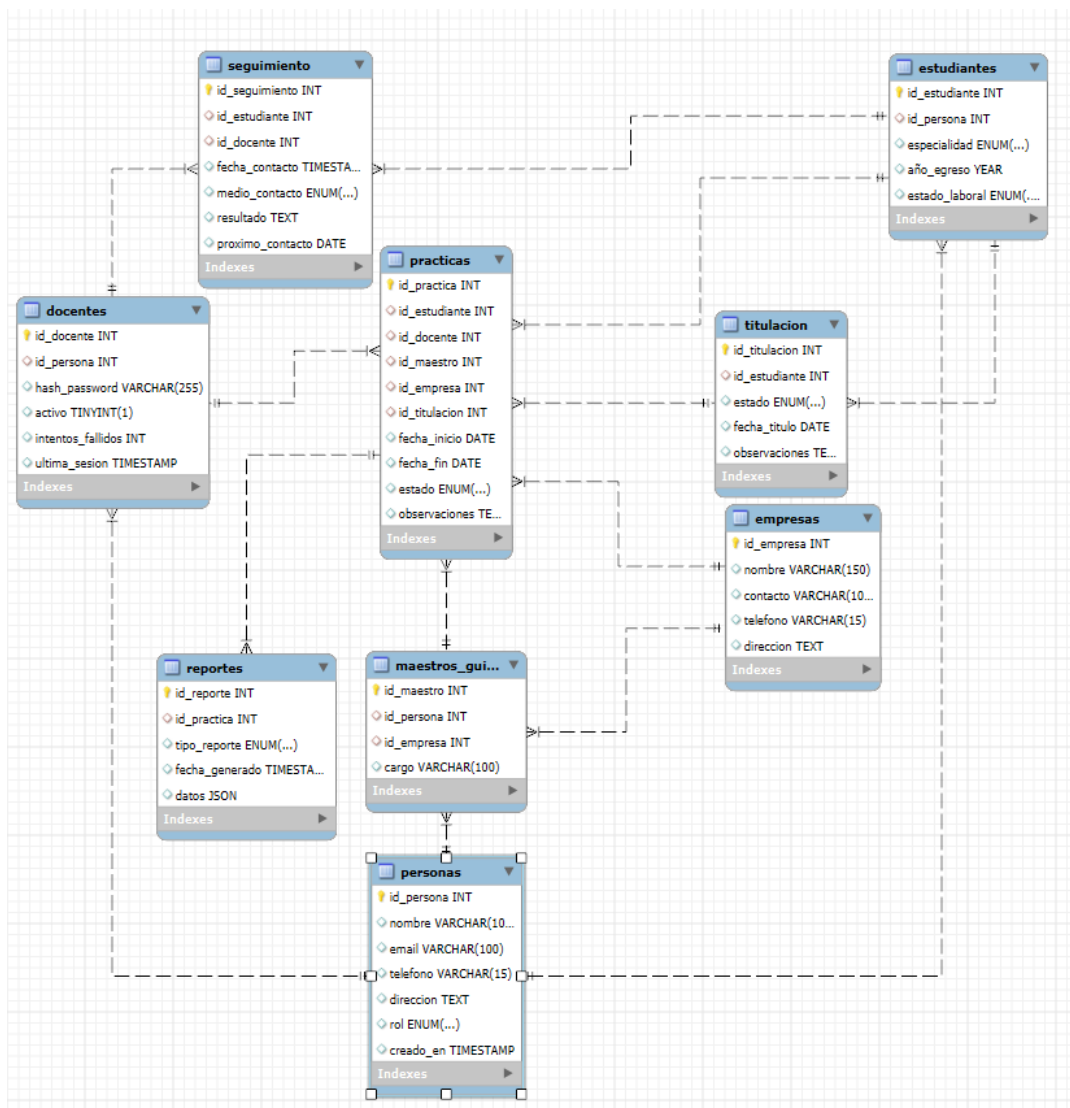 seguimiento
id_seguimiento INT
id_estudiante INT
id_docente INT
fecha_contacto TIMESTA...
medio_contacto ENUM(...)
resultado TEXT
proximo_contacto DATE
Indexes
estudiantes
id_estudiante INT
id_persona INT
especialidad ENUM(...)
año_egreso YEAR
estado_laboral ENUM(....
Indexes
practicas
id_practica INT
id_estudiante INT
id_docente INT
id_maestro INT
id_empresa INT
id_titulacion INT
fecha_inicio DATE
fecha_fin DATE
estado ENUM(...)
observaciones TE...
Indexes
docentes
id_docente INT
id_persona INT
hash_password VARCHAR(255)
activo TINYINT(1)
intentos_fallidos INT
ultima_sesion TIMESTAMP
Indexes
titulacion
id_titulacion INT
id_estudiante INT
estado ENUM(...)
fecha_titulo DATE
observaciones TE...
Indexes
empresas
id_empresa INT
nombre VARCHAR(150)
contacto VARCHAR(10...
telefono VARCHAR(15)
direccion TEXT
Indexes
reportes
id_reporte INT
id_practica INT
tipo_reporte ENUM(...)
fecha_generado TIMESTA...
datos JSON
Indexes
maestros_gui...
id_maestro INT
id_persona INT
id_empresa INT
cargo VARCHAR(100)
Indexes
personas
id_persona INT
nombre VARCHAR(10...
email VARCHAR(100)
telefono VARCHAR(15)
direccion TEXT
rol ENUM(...)
creado_en TIMESTAMP
Indexes